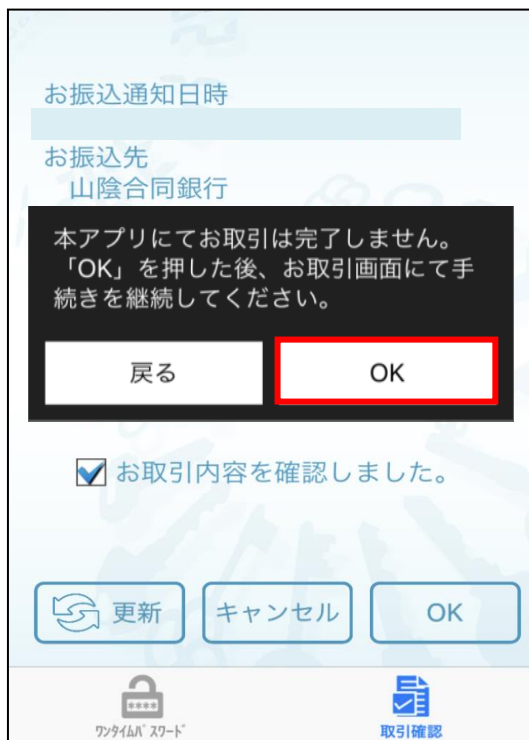 お振込通知日時
お振込先
山陰合同銀行
本アプリにてお取引は完了しません。
「OK」を押した後、お取引画面にて手
続きを継続してください。
戻る
OK
お取引内容を確認しました。
更新
キャンセル
OK
****
ワンタイムパスワード
取引確認